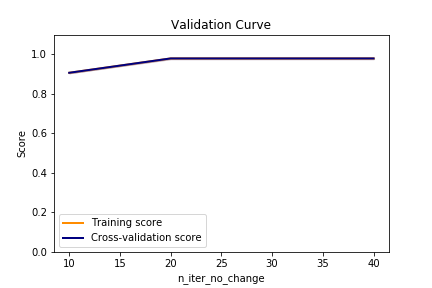 Validation Curve
1.0
0.8
0.6
0.4
0.2
0.0
Score
Training score
Cross-validation score
10 15 20 25 30 35 40
n_iter_no_change